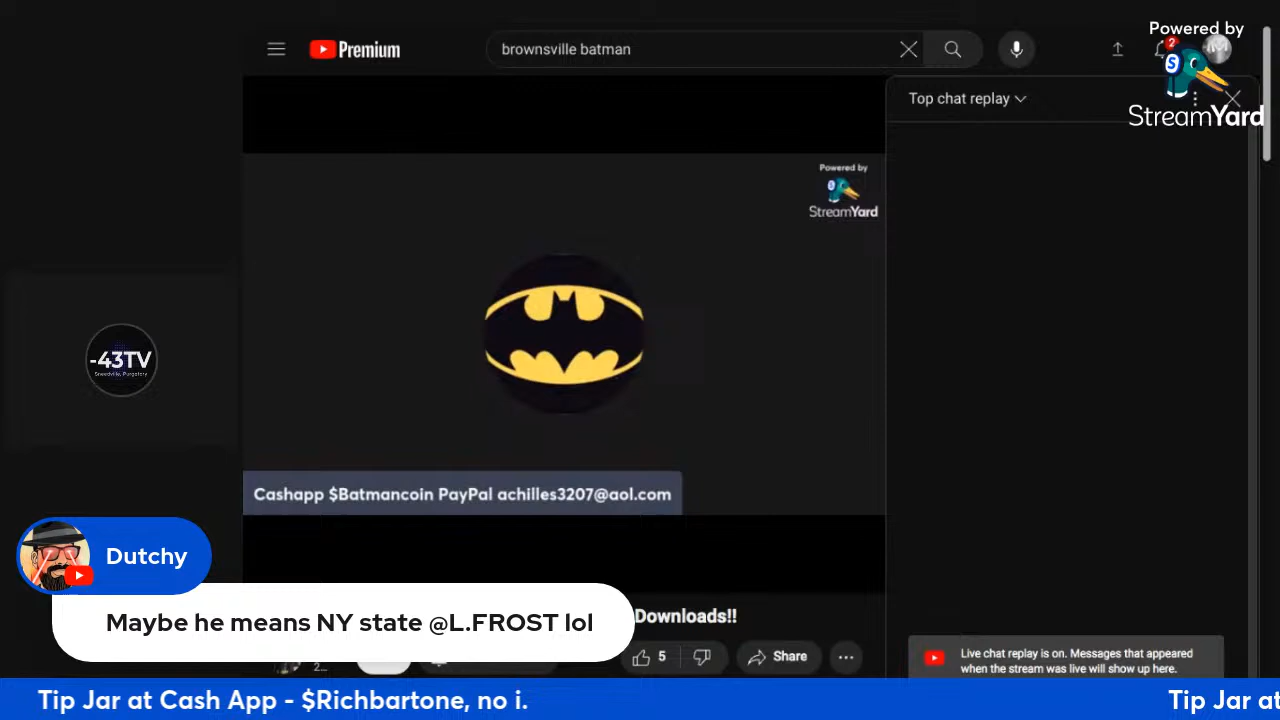 Powered by
StreamYard
Premium
brownsville batman
2
Top chat replay
Powered by
StreamYard
-43TV
Cashapp $Batmancoin PayPal achilles3207@aol.com
Dutchy
Maybe he means NY state @L.FROST lol
Downloads!!
2...
5
Share
Live chat replay is on. Messages that appeared
when the stream was live will show up here.
Tip Jar at Cash App - $Richbartone, no i.
Tip Jar at